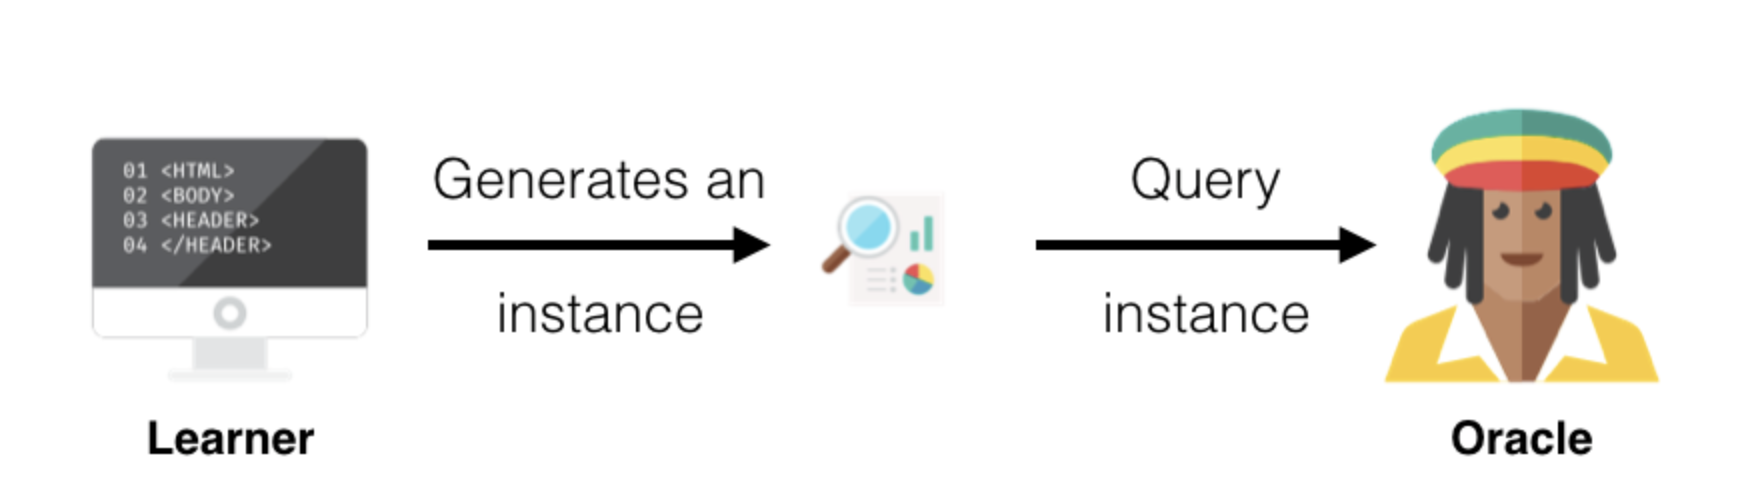 01 <HTML>
02 <BODY>
03 <HEADER>
04 </HEADER>
Generates an
instance
Query
instance
Learner
Oracle